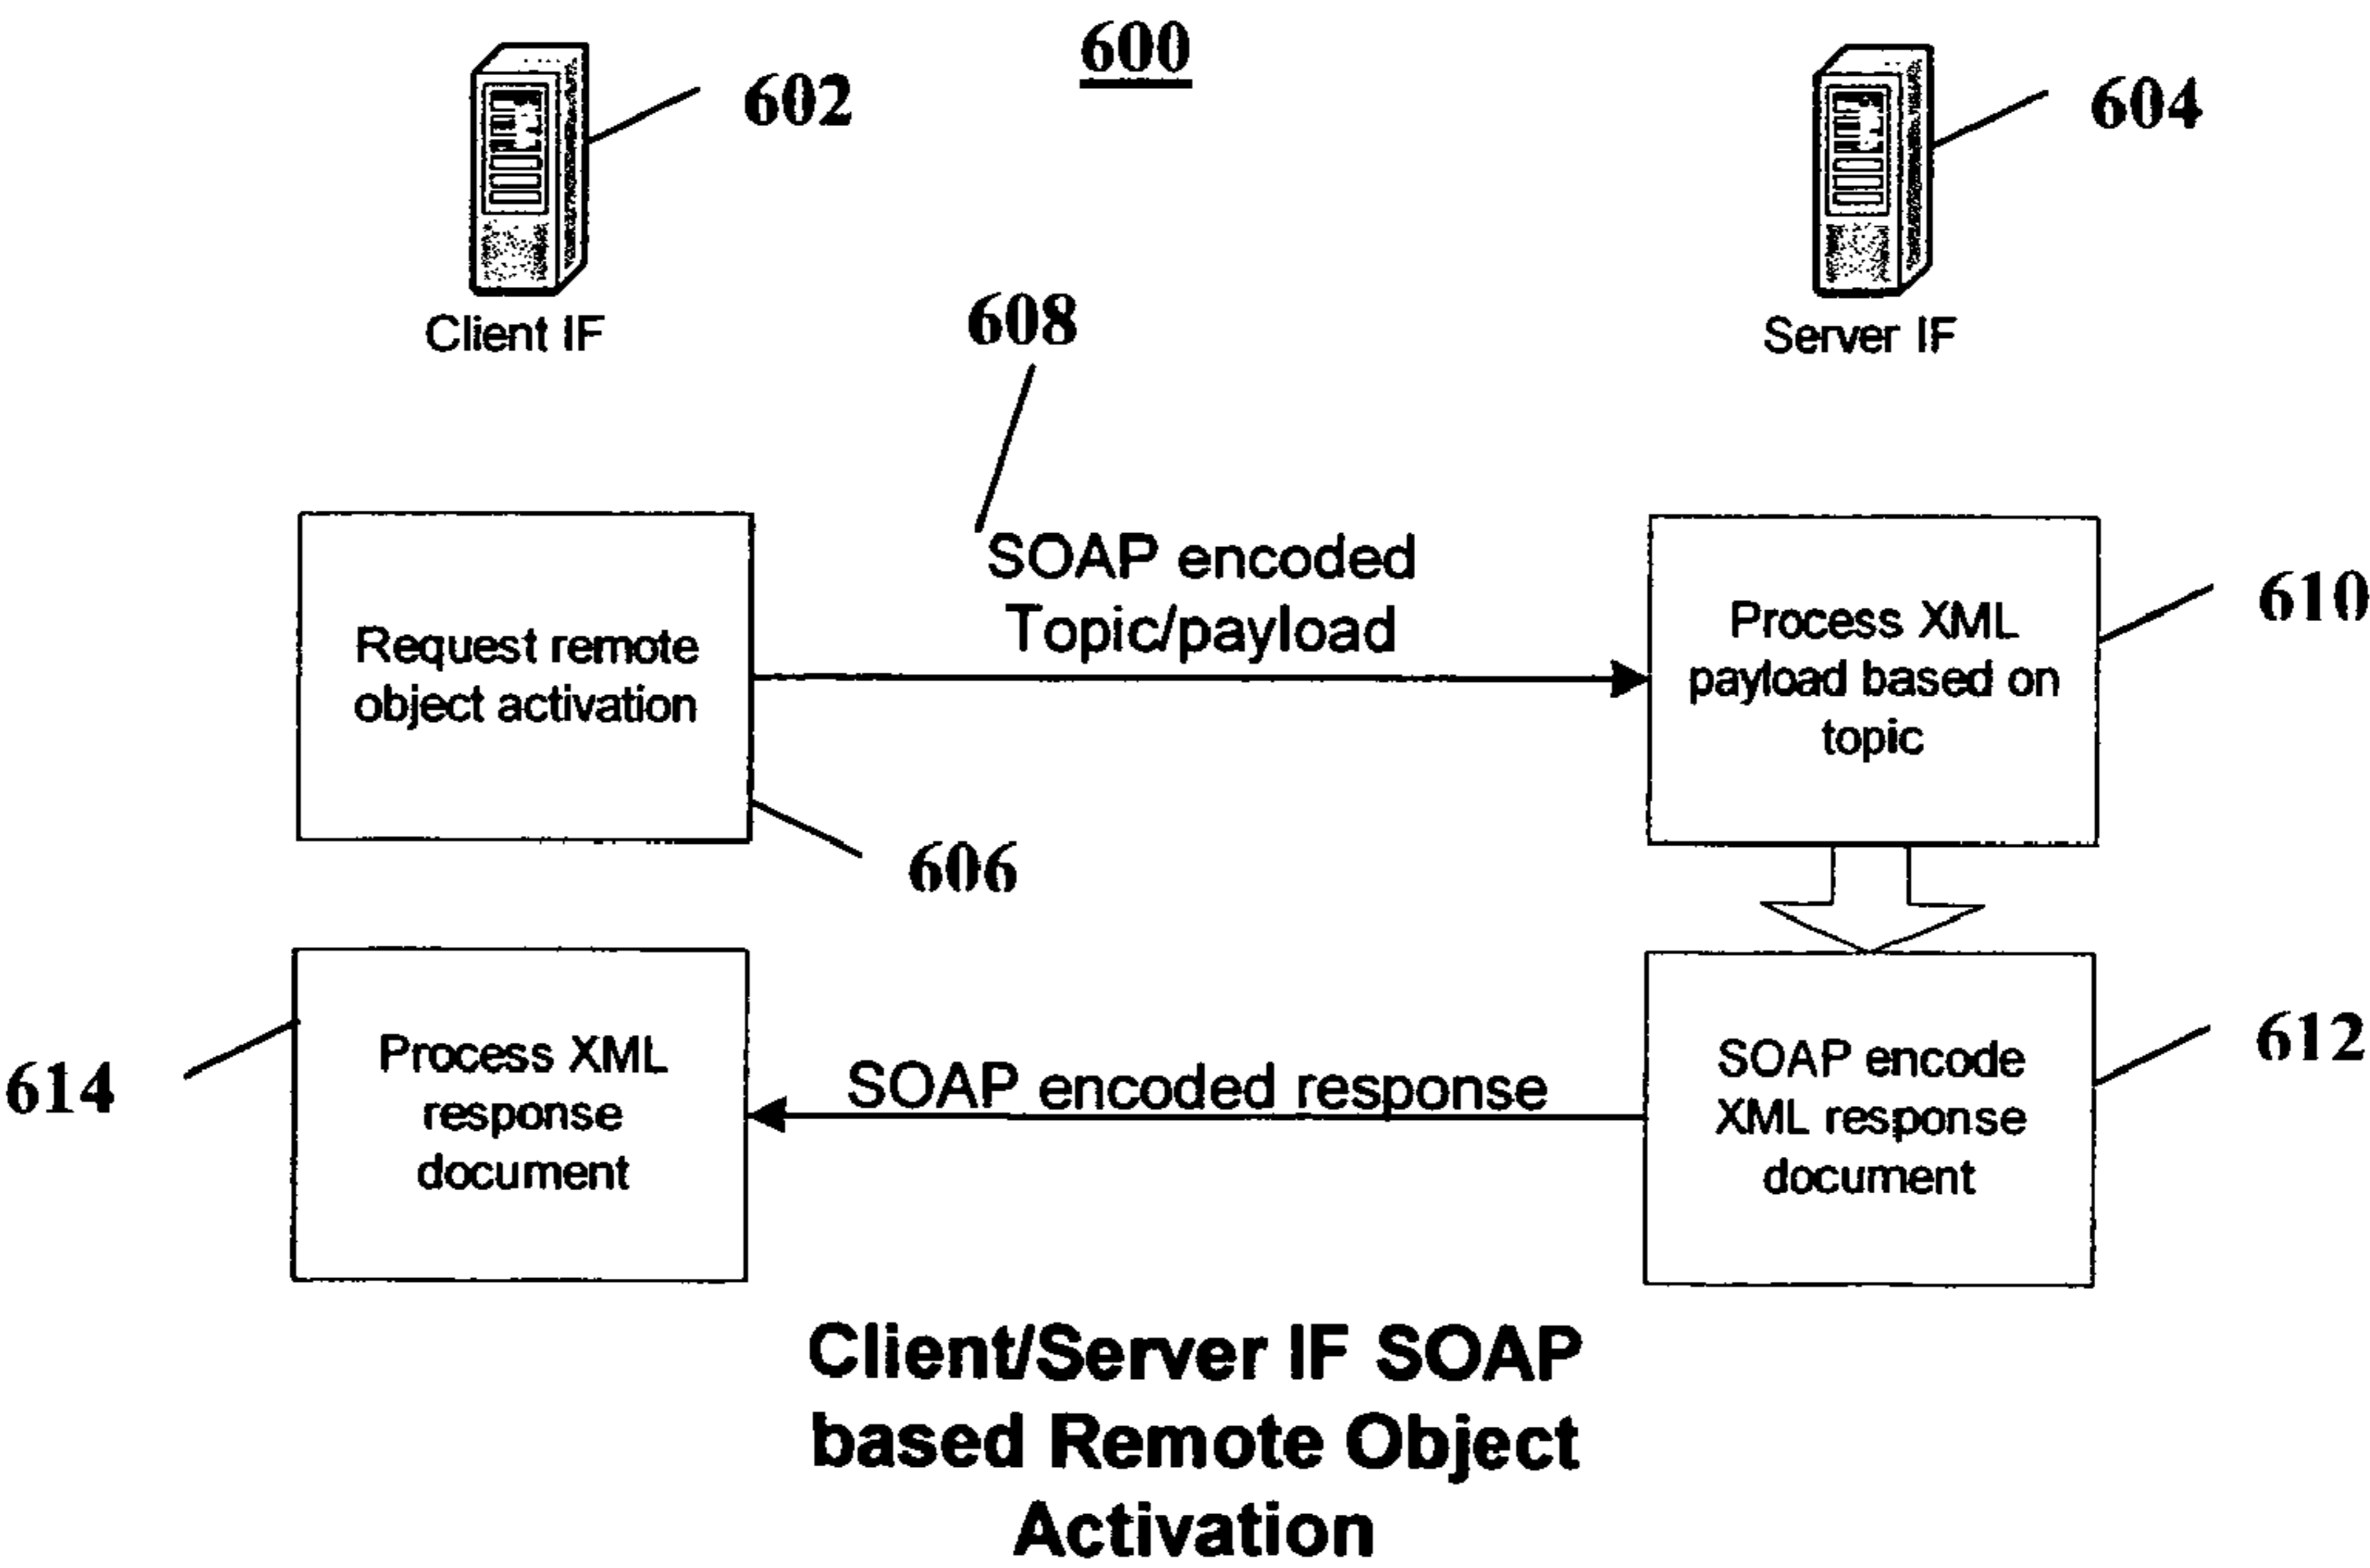 600
602
604
Client IF
Server IF
608
Request remote
object activation
SOAP encoded
Topic/payload
Process XML
payload based on
topic
610
606
614
Process XML
response
document
SOAP encoded response
SOAP encode
XML response
document
612
Client/Server IF SOAP
based Remote Object
Activation